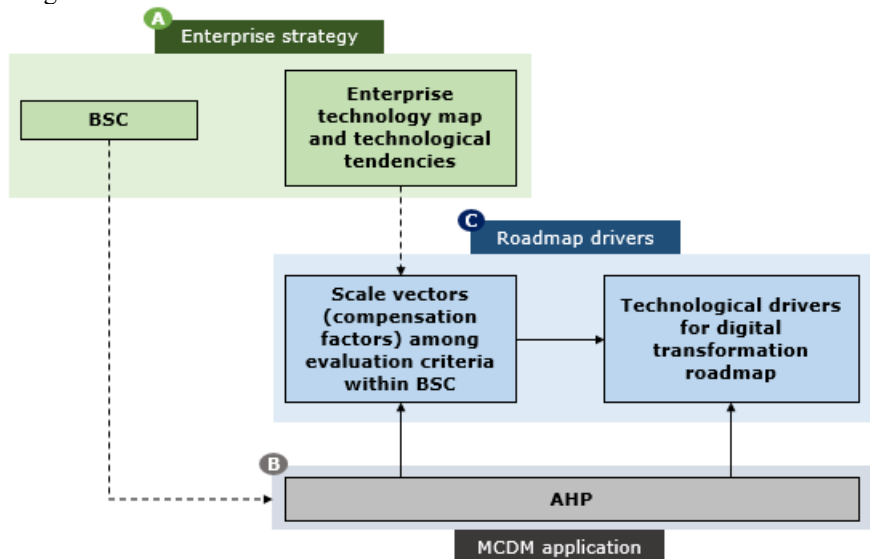 A
Enterprise strategy
BSC
Enterprise
technology map
and technological
tendencies
C
Roadmap drivers
Scale vectors
(compensation
factors) among
evaluation criteria
within BSC
Technological drivers
for digital
transformation
roadmap
B
AHP
MCDM application